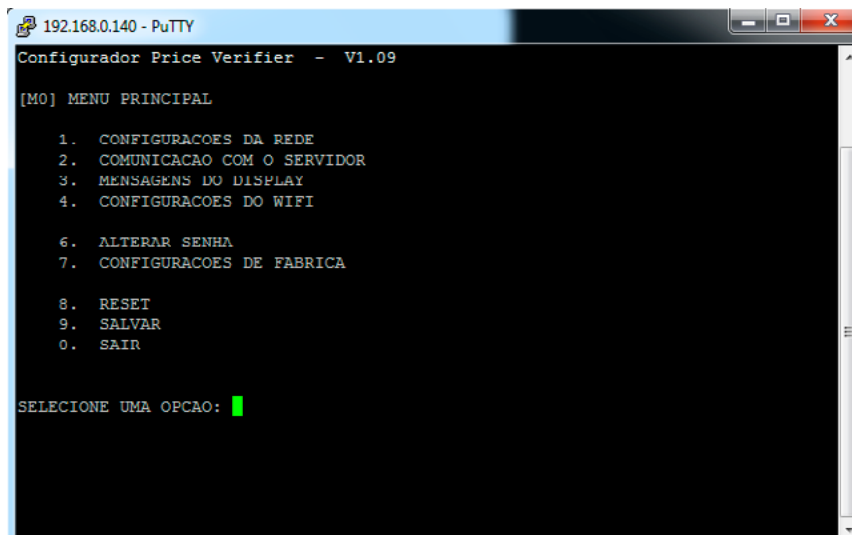 192.168.0.140 - PuTTY
Configurador Price Verifier - V1.09
[M0] MENU PRINCIPAL
1. CONFIGURACOES DA REDE
2. COMUNICACAO COM O SERVIDOR
3. MENSAGENS DO DISPLAY
4. CONFIGURACOES DO WIFI
6. ALTERAR SENHA
7. CONFIGURACOES DE FABRICA
8. RESET
9. SALVAR
0. SAIR
SELECIONE UMA OPCAO: